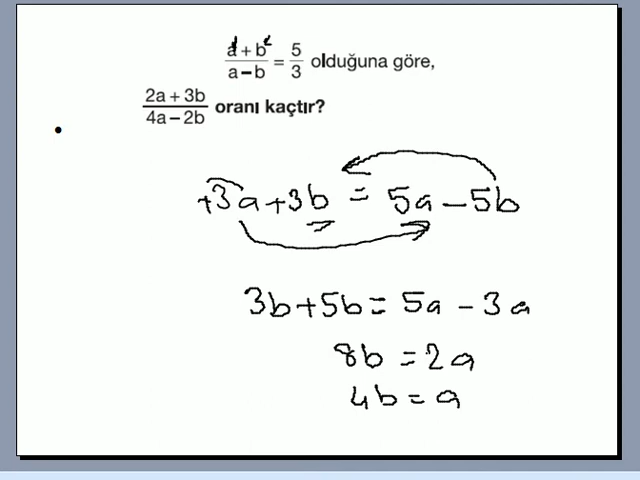 a + b / a – b = 5 / 3 olduğuna göre,
2a + 3b / 4a – 2b oranı kaçtır?
+3a+3b = 5a – 5b
3b+5b = 5a – 3a
8b = 2a
4b = a